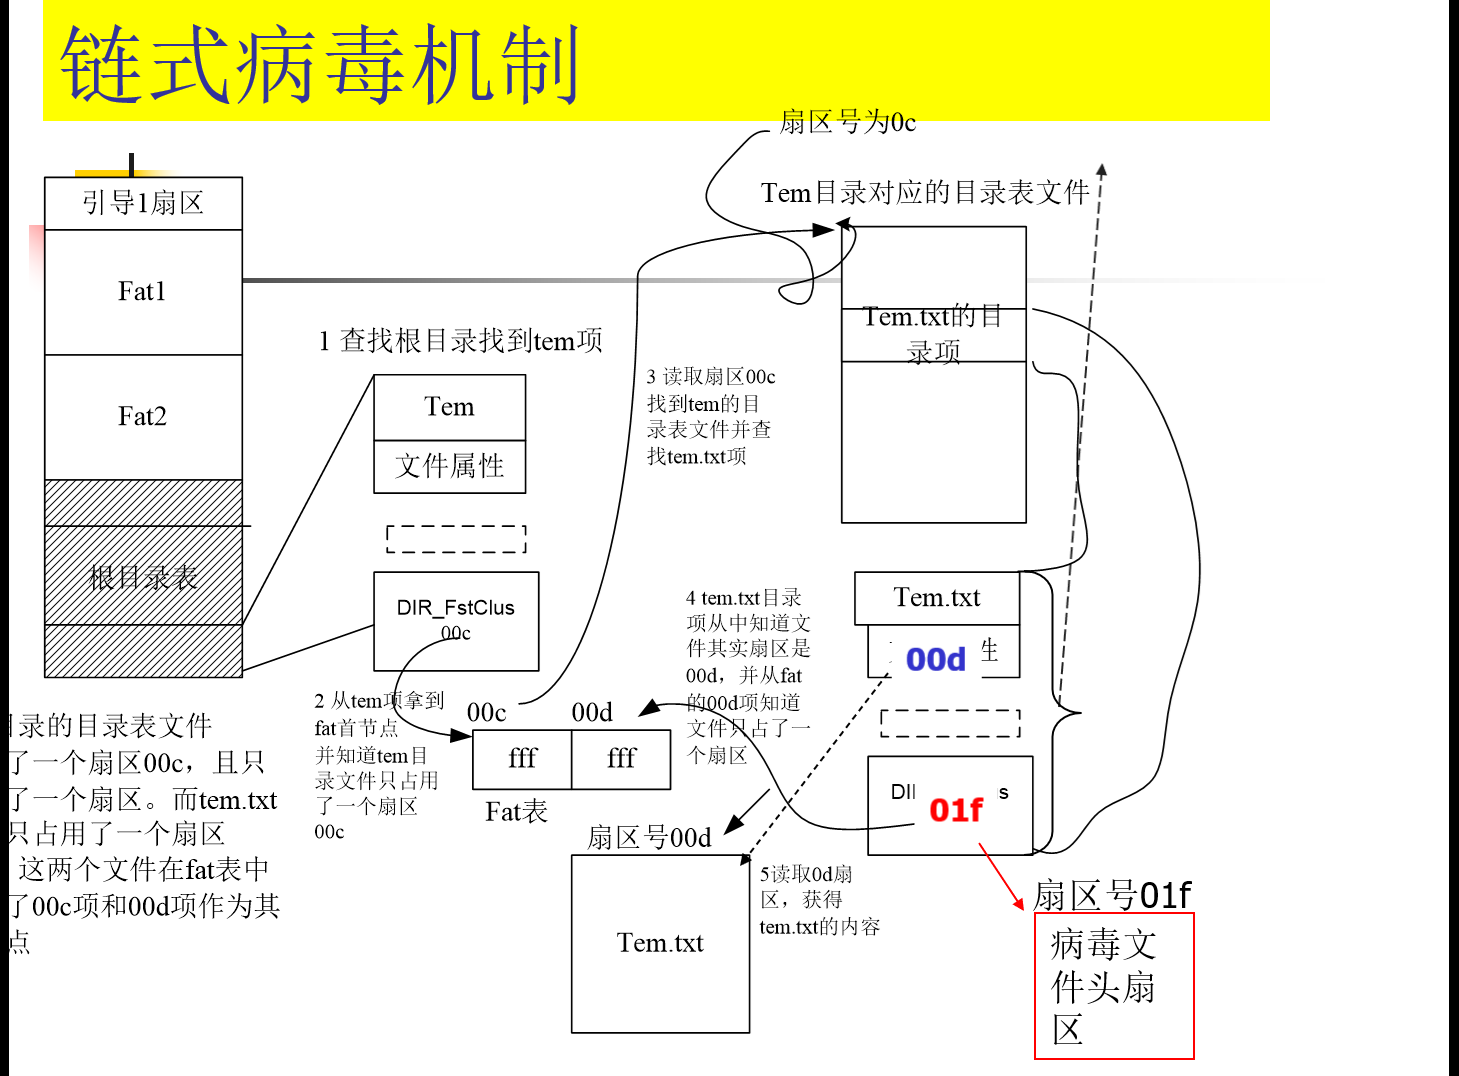 链式病毒机制
扇区号为0c
Tem目录对应的目录表文件
引导1扇区
Fat1
Fat2
根目录表
1 查找根目录找到tem项
Tem
文件属性
DIR_FstClus
00c
3 读取扇区00c
找到tem的目
录表文件并查
找tem.txt项
Tem.txt的目
录项
4 tem.txt目录
项从中知道文
件其实扇区是
00d，并从fat
的00d项知道
文件只占了一
个扇区
Tem.txt
00d
生
DII
01f
s
2 从tem项拿到
fat首节点
并知道tem目
录文件只占用
了一个扇区
00c
00c
00d
fff
fff
Fat表
目录的目录表文件
了一个扇区00c，且只
了一个扇区。而tem.txt
只占用了一个扇区
这两个文件在fat表中
了00c项和00d项作为其
点
扇区号00d
Tem.txt
5读取0d扇
区，获得
tem.txt的内容
扇区号01f
病毒文
件头扇
区